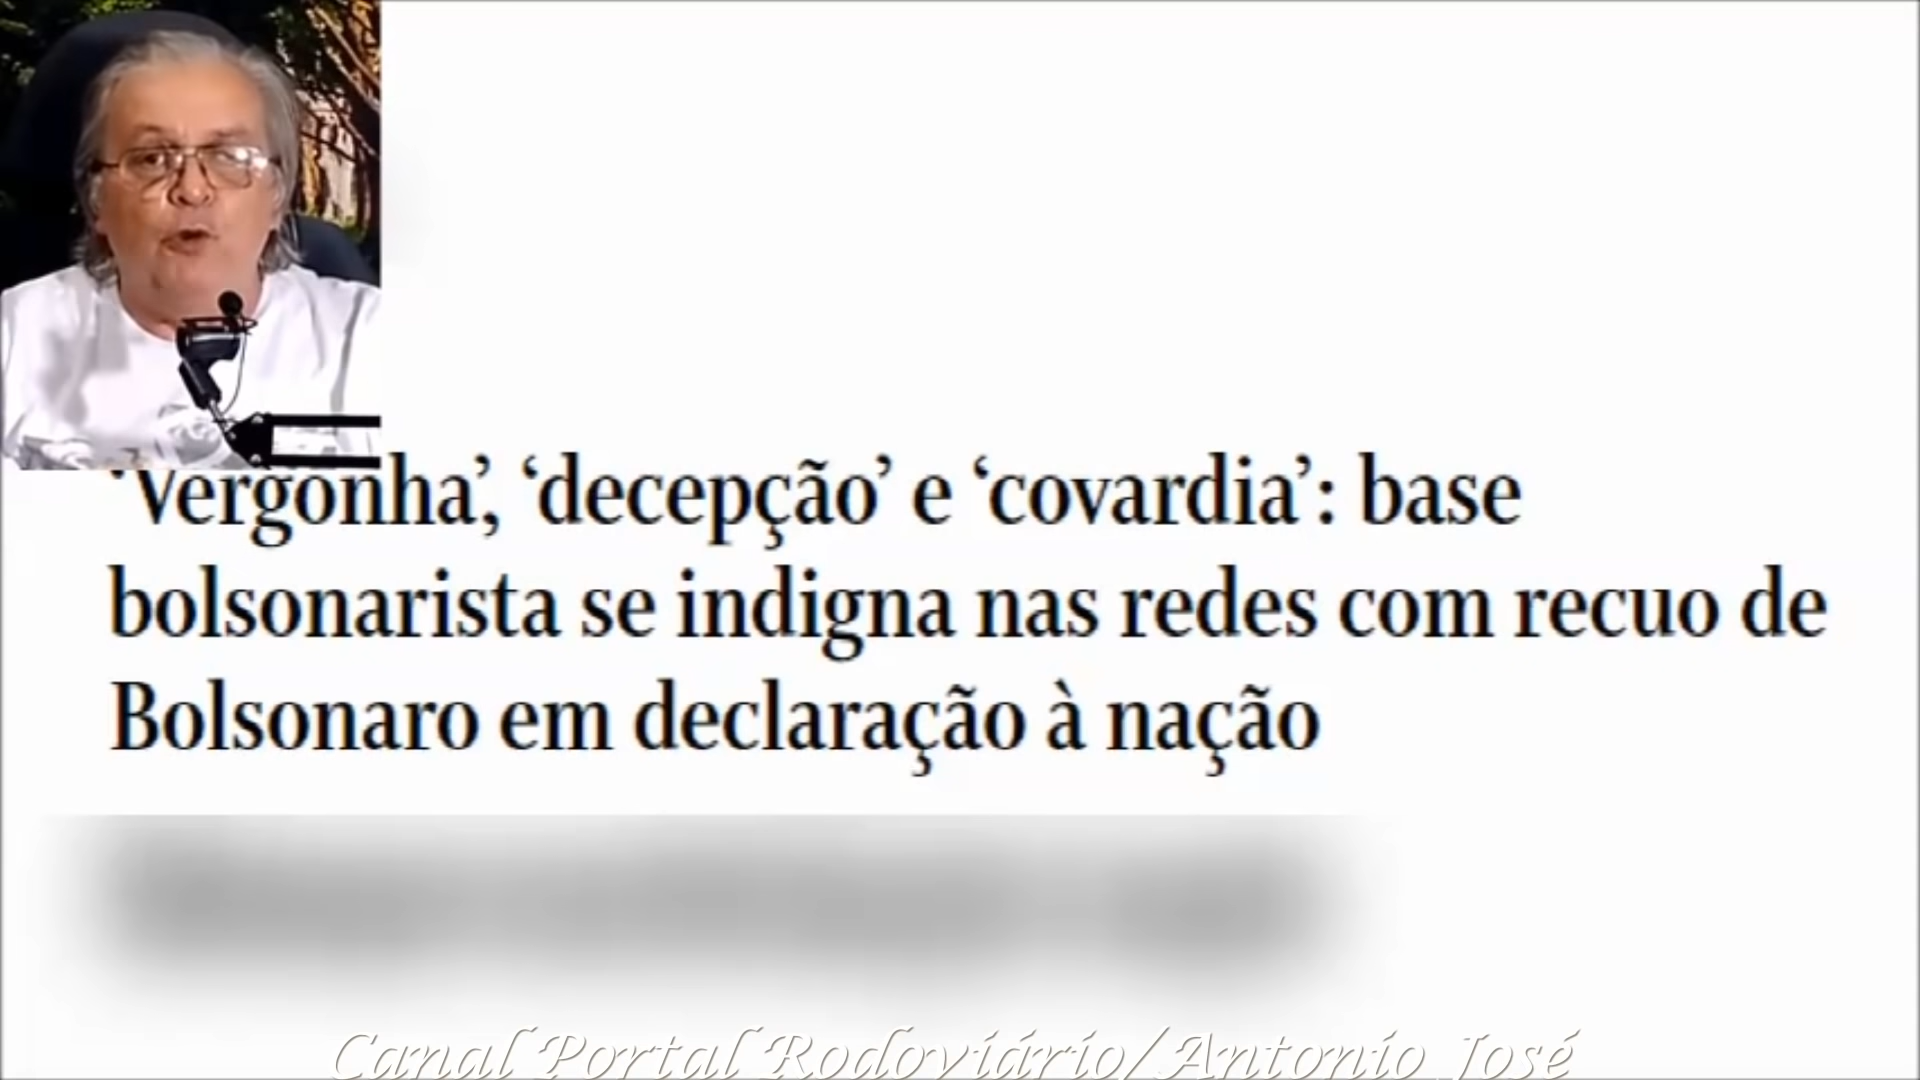 'Vergonha', ‘decepção’ e ‘covardia’: base
bolsonarista se indigna nas redes com recuo de
Bolsonaro em declaração à nação
Canal Portal Rodoviário/Antonio José